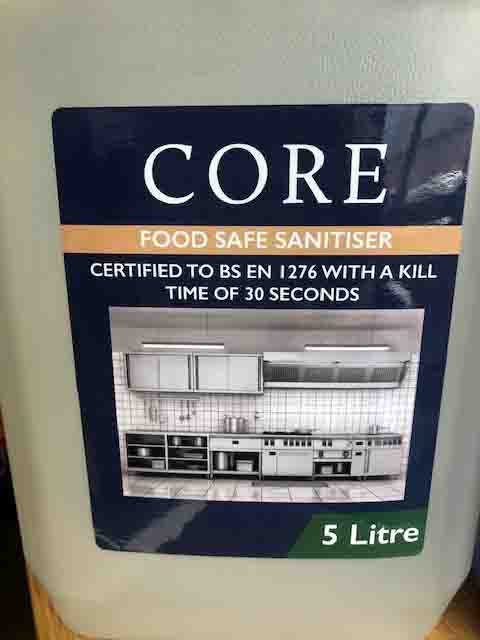 CORE
FOOD SAFE SANITISER
CERTIFIED TO BS EN 1276 WITH A KILL
TIME OF 30 SECONDS
5 Litre